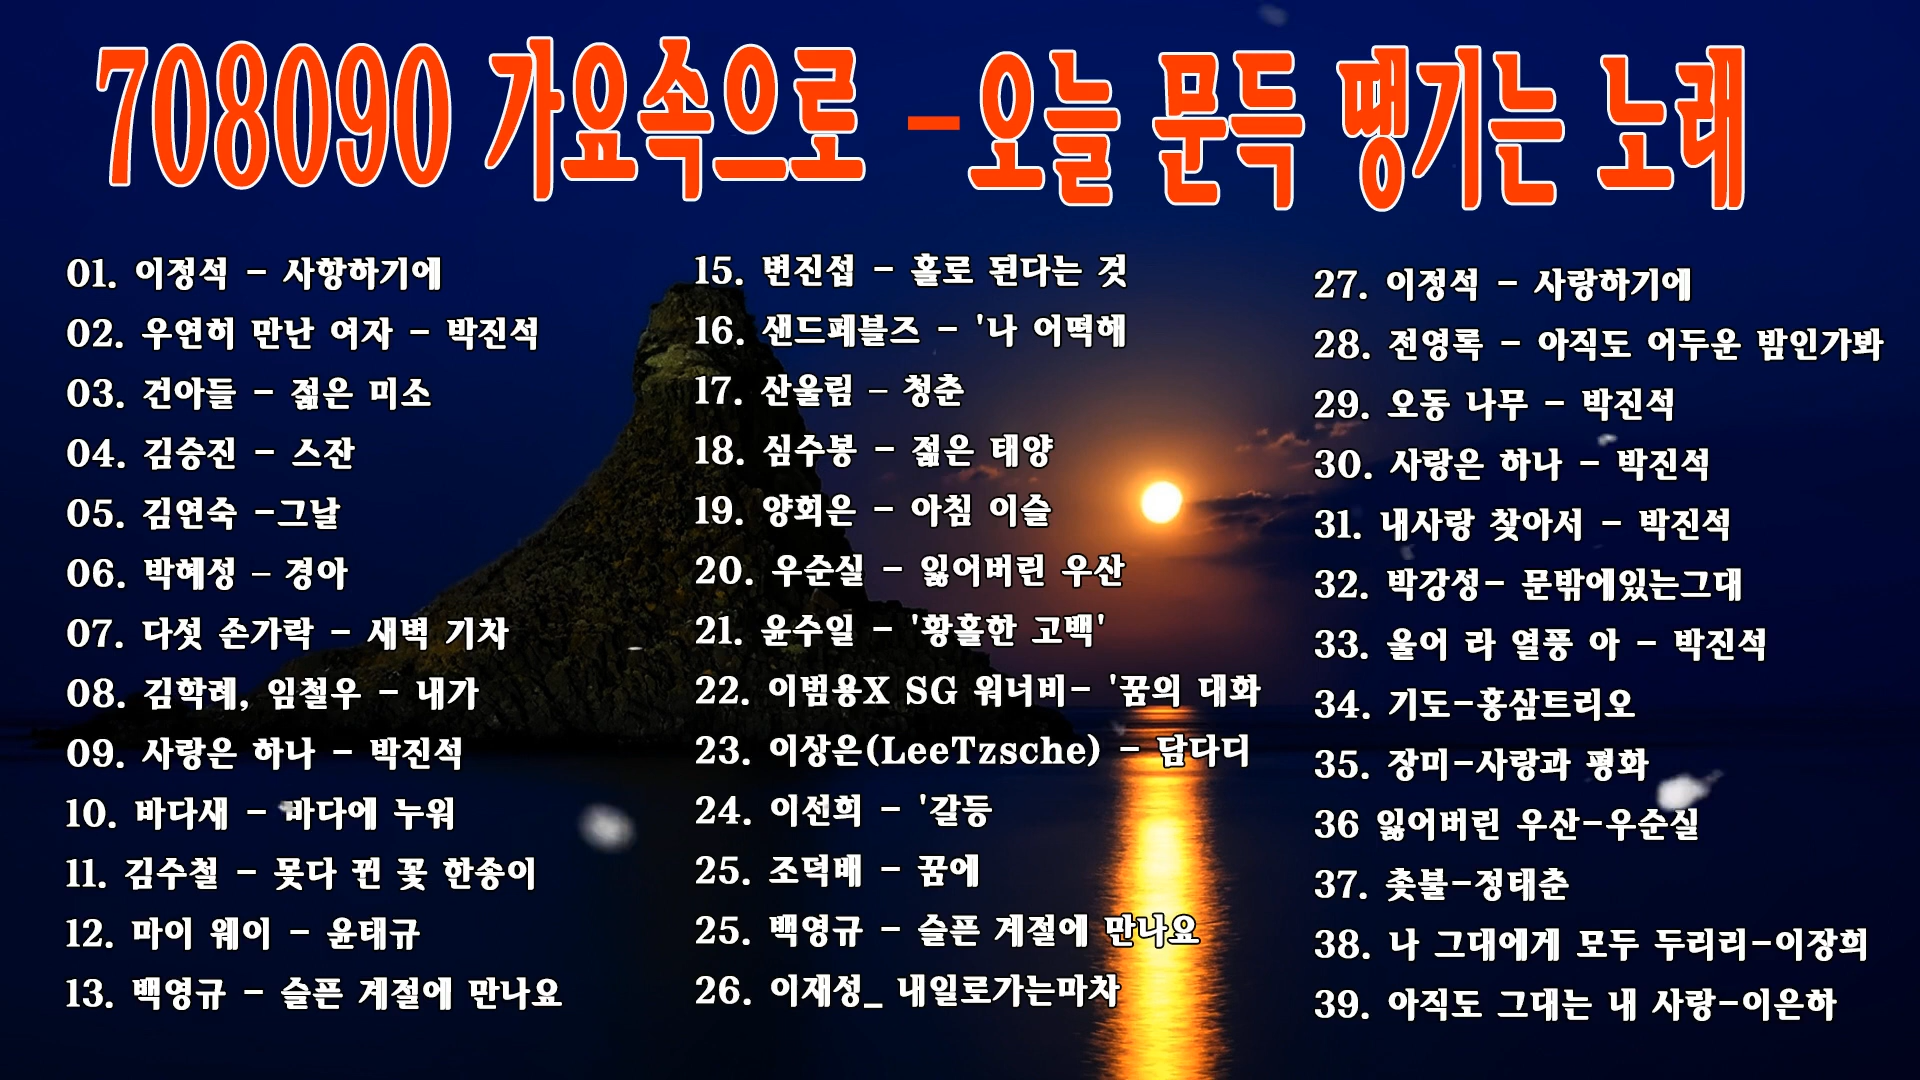 708090 가요속으로 -오늘 문득 땡기는 노래
01. 이정석 - 사항하기에
02. 우연히 만난 여자 - 박진석
03. 건아들 - 젊은 미소
04. 김승진 - 스잔
05. 김연숙 -그날
06. 박혜성 - 경아
07. 다섯 손가락 - 새벽 기차
08. 김학례, 임철우 - 내가
09. 사랑은 하나 - 박진석
10. 바다새 - 바다에 누워
11. 김수철 - 못다 핀 꽃 한송이
12. 마이 웨이 - 윤태규
13. 백영규 - 슬픈 계절에 만나요
15. 변진섭 - 홀로 된다는 것
16. 샌드페블즈 - '나 어떡해
17. 산울림 - 청춘
18. 심수봉 - 젊은 태양
19. 양희은 - 아침 이슬
20. 우순실 - 잃어버린 우산
21. 윤수일 - '황홀한 고백'
22. 이범용X SG 워너비- '꿈의 대화
23. 이상은(LeeTzsche) - 담다디
24. 이선희 - '갈등
25. 조덕배 - 꿈에
25. 백영규 - 슬픈 계절에 만나요
26. 이재성_ 내일로가는마차
27. 이정석 - 사랑하기에
28. 전영록 - 아직도 어두운 밤인가봐
29. 오동 나무 - 박진석
30. 사랑은 하나 - 박진석
31. 내사랑 찾아서 - 박진석
32. 박강성- 문밖에있는그대
33. 울어 라 열풍 아 - 박진석
34. 기도-홍삼트리오
35. 장미-사랑과 평화
36 잃어버린 우산-우순실
37. 촛불-정태춘
38. 나 그대에게 모두 두리리-이장희
39. 아직도 그대는 내 사랑-이은하